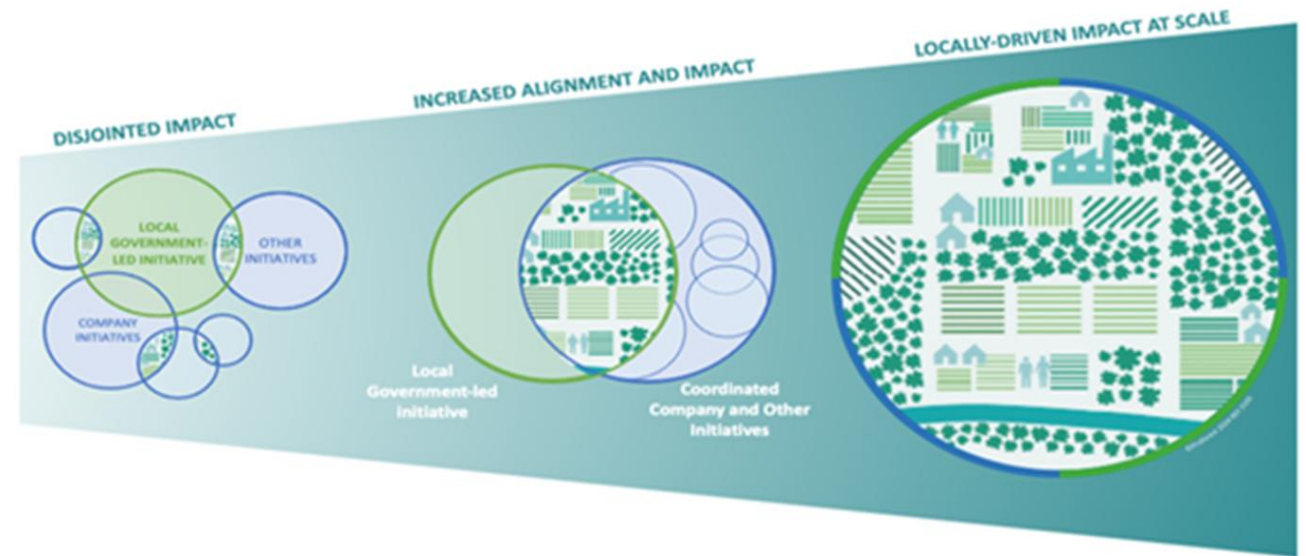 DISJOINTED IMPACT
INCREASED ALIGNMENT AND IMPACT
LOCALLY-DRIVEN IMPACT AT SCALE
LOCAL
GOVERNMENT-
LED INITIATIVE
OTHER
INITIATIVES
COMPANY
INITIATIVES
Local
Government-led
initiative
Coordinated
Company and Other
Initiatives